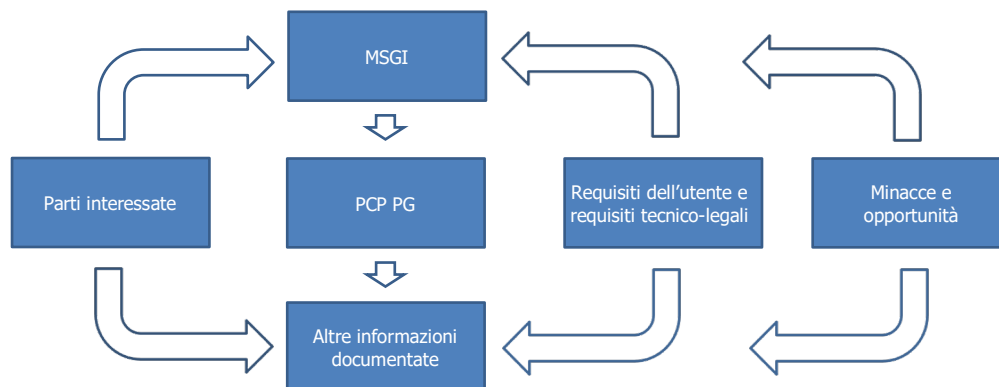 MSGI
Parti interessate
PCP PG
Requisiti dell’utente e
requisiti tecnico-legali
Minacce e
opportunità
Altre informazioni
documentate